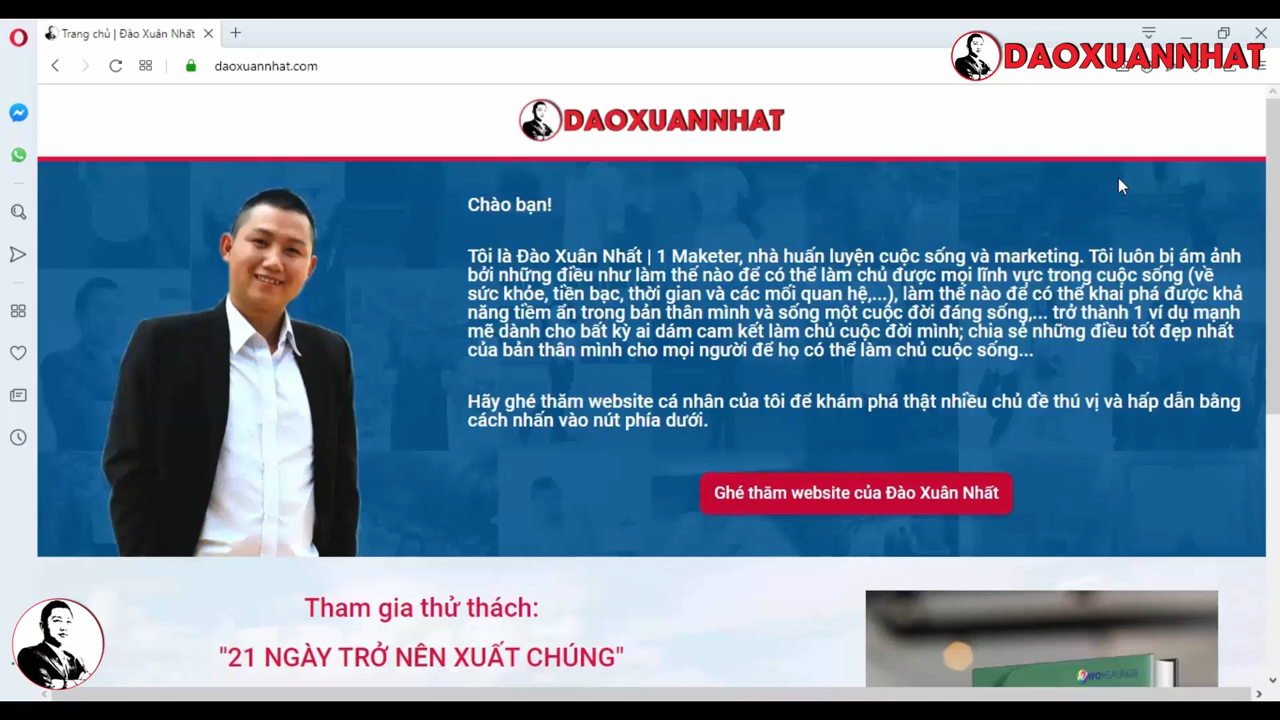 Trang chủ | Đào Xuân Nhất
daoxuannhat.com
DAOXUANNHAT
DAOXUANNHAT
Chào bạn!
Tôi là Đào Xuân Nhất | 1 Maketer, nhà huấn luyện cuộc sống và marketing. Tôi luôn bị ám ảnh
bởi những điều như làm thế nào để có thể làm chủ được mọi lĩnh vực trong cuộc sống (về
sức khỏe, tiền bạc, thời gian và các mối quan hệ,...), làm thế nào để có thể khai phá được khả
năng tiềm ẩn trong bản thân mình và sống một cuộc đời đáng sống,... trở thành 1 ví dụ mạnh
mẽ dành cho bất kỳ ai dám cam kết làm chủ cuộc đời mình; chia sẻ những điều tốt đẹp nhất
của bản thân mình cho mọi người để họ có thể làm chủ cuộc sống...
Hãy ghé thăm website cá nhân của tôi để khám phá thật nhiều chủ đề thú vị và hấp dẫn bằng
cách nhấn vào nút phía dưới.
Ghé thăm website của Đào Xuân Nhất
Tham gia thử thách:
"21 NGÀY TRỞ NÊN XUẤT CHÚNG"